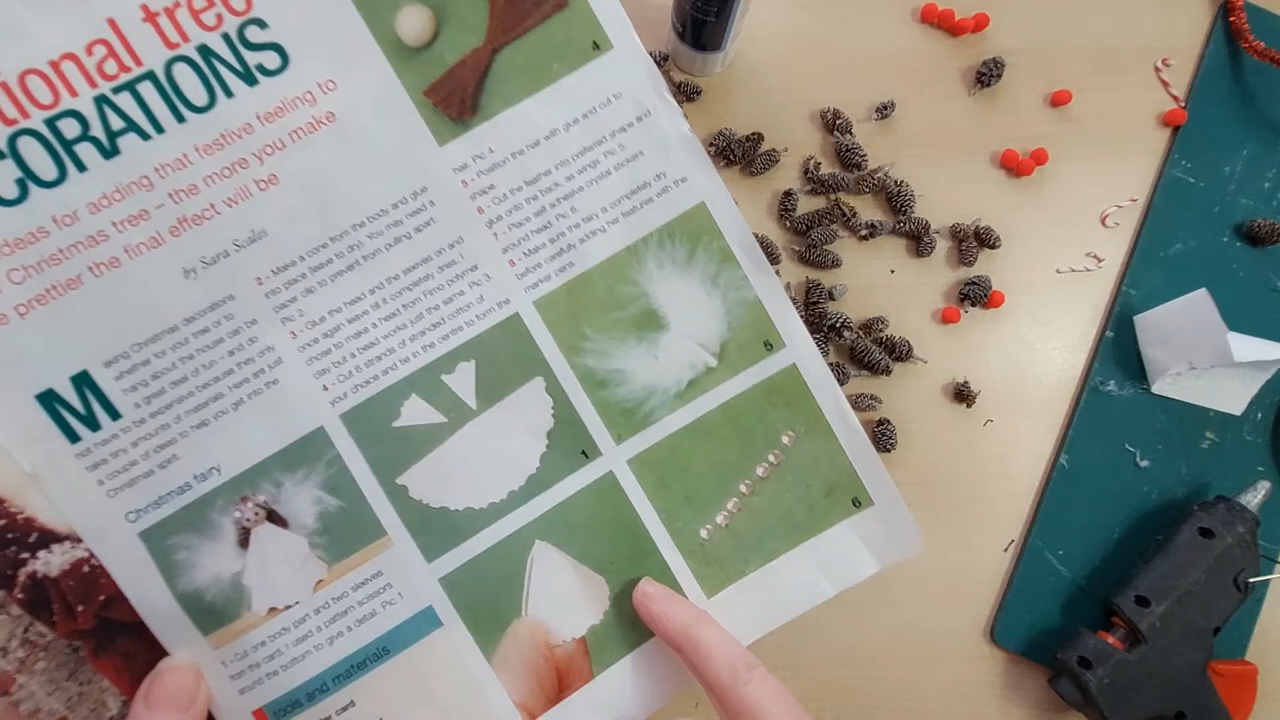 tional tree
CORATIONS
deas for adding that festive feeling to
Christmas tree – the more you make
e prettier the final effect will be
by Sara Scales
Making Christmas decorations
whether for your tree or to
hang about the house can be
a great deal of fun – and do
not have to be expensive because they only
take tiny amounts of materials. Here are just
a couple of ideas to help you get into the
Christmas spirit.
Christmas fairy
1 - Cut one body part and two sleeves
from the card. I used a pattern scissors
around the bottom to give a detail. Pic 1.
tools and materials
card
2 - Make a cone from the body and glue
into place (leave to dry). You may need a
paper clip to prevent from pulling apart.
Pic 2.
3 - Glue the head and the sleeves on and
once again leave till it completely dries. I
chose to make a head from Fimo polymer
clay but a bead works just the same. Pic 3.
4 - Cut 6 strands of stranded cotton of
your choice and tie in the centre to form the
1
4
hair. Pic 4.
5 - Position the hair with glue and cut to
shape.
6 - Cut the feather into preferred shape and
glue onto the back, as wings. Pic 5.
7 - Place self adhesive crystal stickers
around head. Pic 6.
8 - Make sure the fairy is completely dry
before carefully adding her features with the
marker pens.
5
6